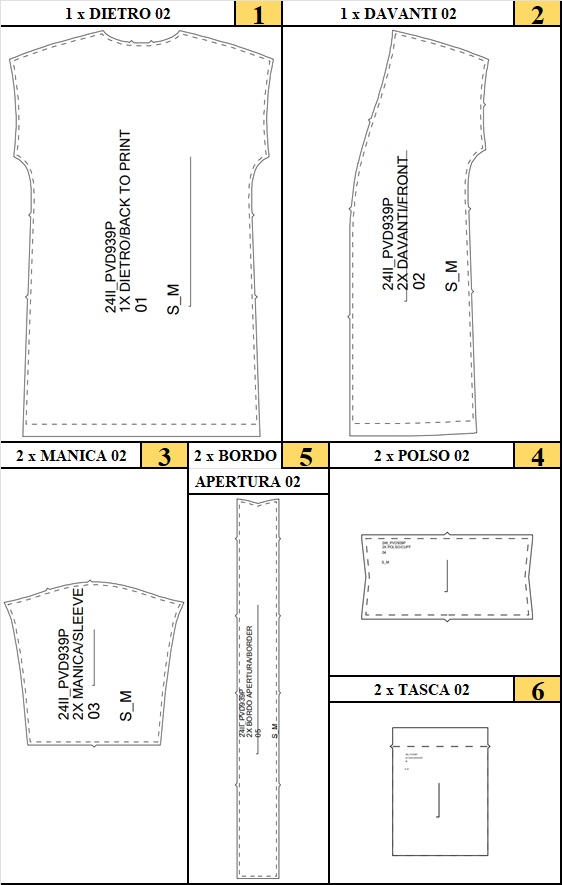 1 x DIETRO 02
1
1 x DAVANTI 02
2
24II_PVD939P
1X DIETRO/BACK TO PRINT
01
S_M
24II_PVD939P
2X DAVANTI/FRONT
02
S_M
2 x MANICA 02
3
2 x BORDO
5
APERTURA 02
2 x POLSO 02
4
24II_PVD939P
2X MANICA/SLEEVE
03
S_M
24II_PVD939P
2X BORDO APERTURA/BORDER
05
S_M
24II_PVD939P
2X POLSO/CUFF
04
S_M
2 x TASCA 02
6